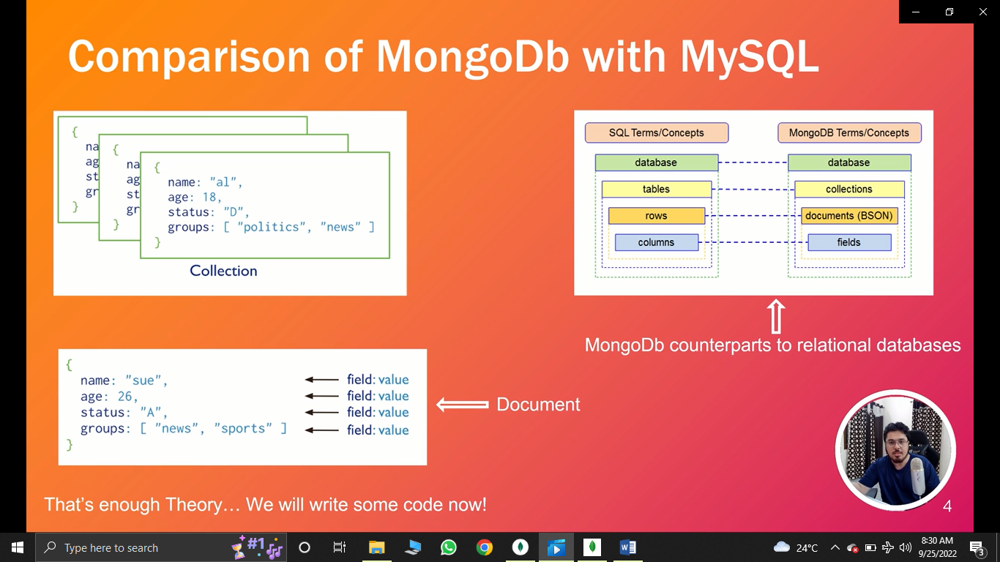 Comparison of MongoDb with MySQL
{
na
ag
st
gr
}
{
na
ag
st
gr
}
{
name: "al",
age: 18,
status: "D",
groups: [ "politics", "news" ]
}
Collection
SQL Terms/Concepts
MongoDB Terms/Concepts
database
database
tables
collections
rows
documents (BSON)
columns
fields
MongoDb counterparts to relational databases
{
name: "sue",
age: 26,
status: "A",
groups: [ "news", "sports" ]
}
field: value
field: value
field: value
field: value
Document
That's enough Theory... We will write some code now!
4
Type here to search
#1
24°C
8:30 AM
9/25/2022
3